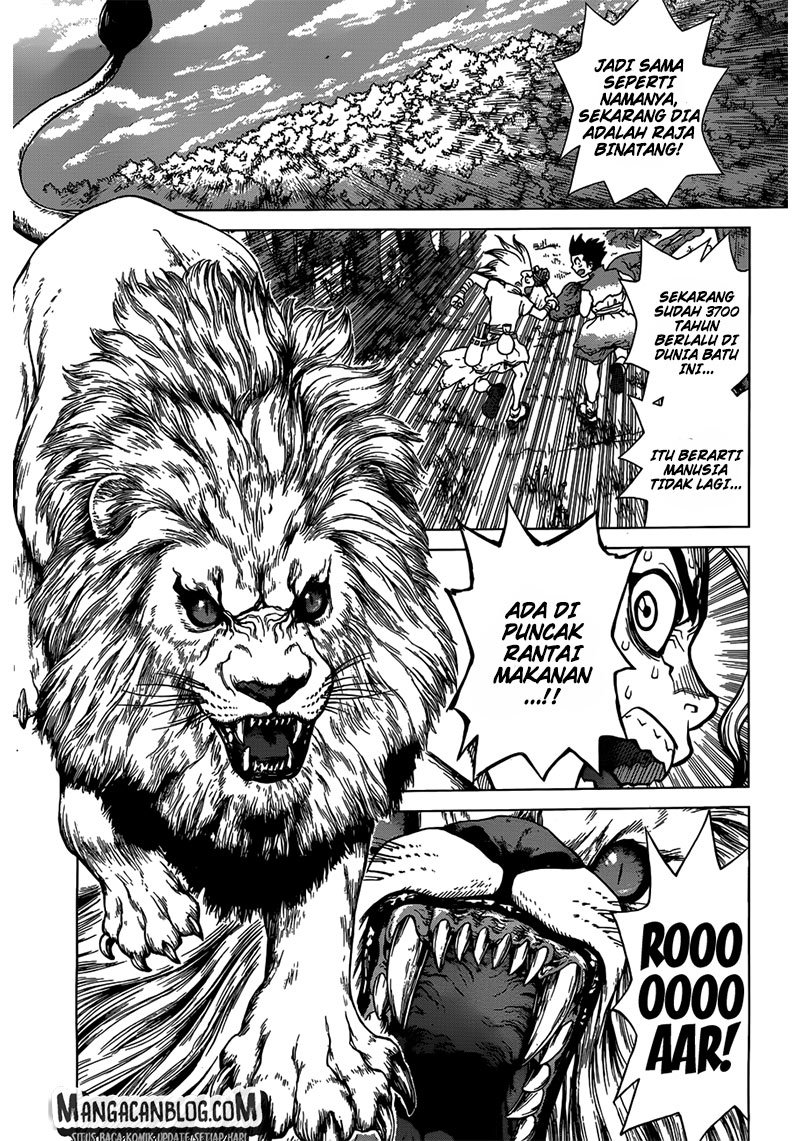 JADI SAMA
SEPERTI
NAMANYA,
SEKARANG DIA
ADALAH RAJA
BINATANG!
SEKARANG
SUDAH 3700
TAHUN
BERLALU DI
DUNIA BATU
INI...
ITU BERARTI
MANUSIA
TIDAK LAGI...
ADA DI
PUNCAK
RANTAI
MAKANAN
...!!
ROOO
OOOO
AAR!
MANGACANBLOG.COM
SITUS BACA KOMIK UPDATE SETIAP HARI